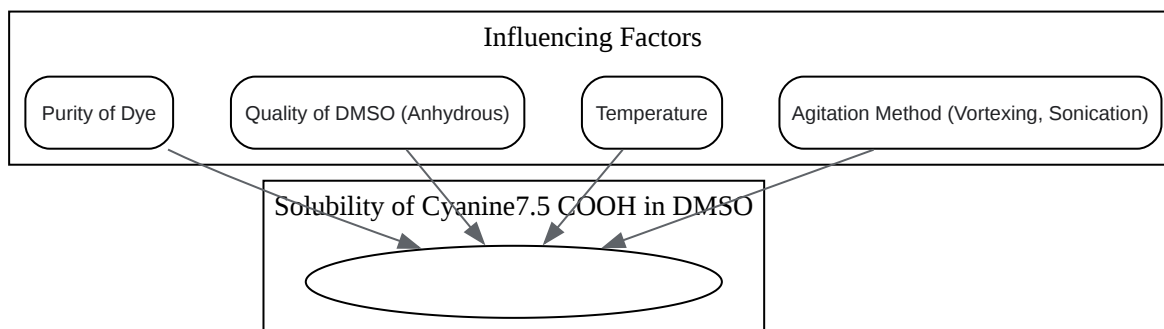 Influencing Factors
Purity of Dye
Quality of DMSO (Anhydrous)
Temperature
Agitation Method (Vortexing, Sonication)
Solubility of Cyanine7.5 COOH in DMSO